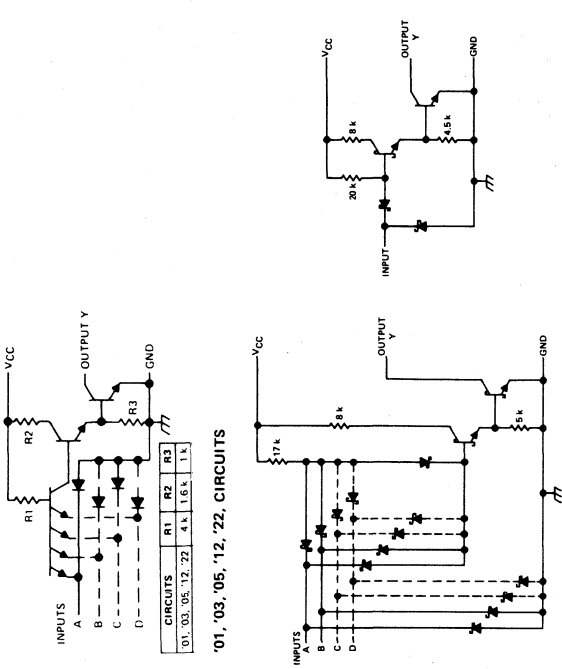 VCC
R1
R2
INPUTS
A
B
C
D
OUTPUT Y
R3
GND
CIRCUITS R1 R2 R3
'01, '03, '05, '12, '22 4 k 1.6 k 1 k
'01, '03, '05, '12, '22, CIRCUITS
VCC
17 k
8 k
INPUTS
A
B
C
D
OUTPUT
Y
5 k
GND
VCC
20 k
8 k
OUTPUT
Y
INPUT
4.5 k
GND